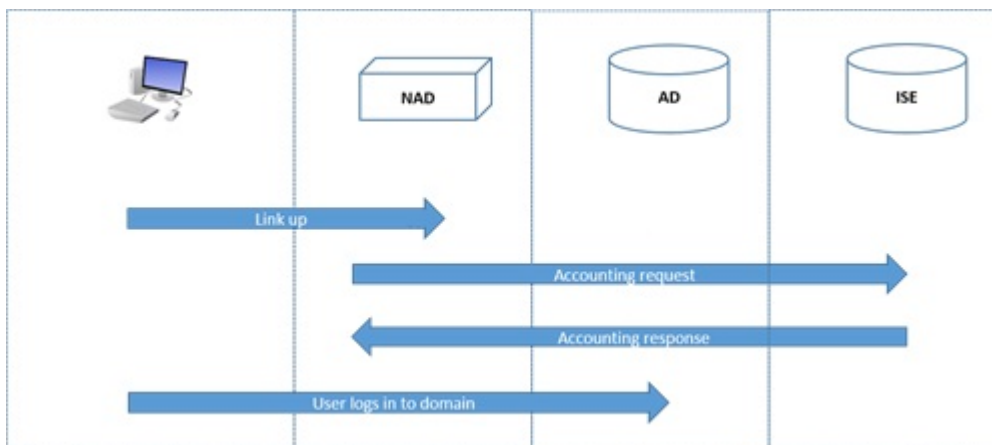 NAD
AD
ISE
Link up
Accounting request
Accounting response
User logs in to domain